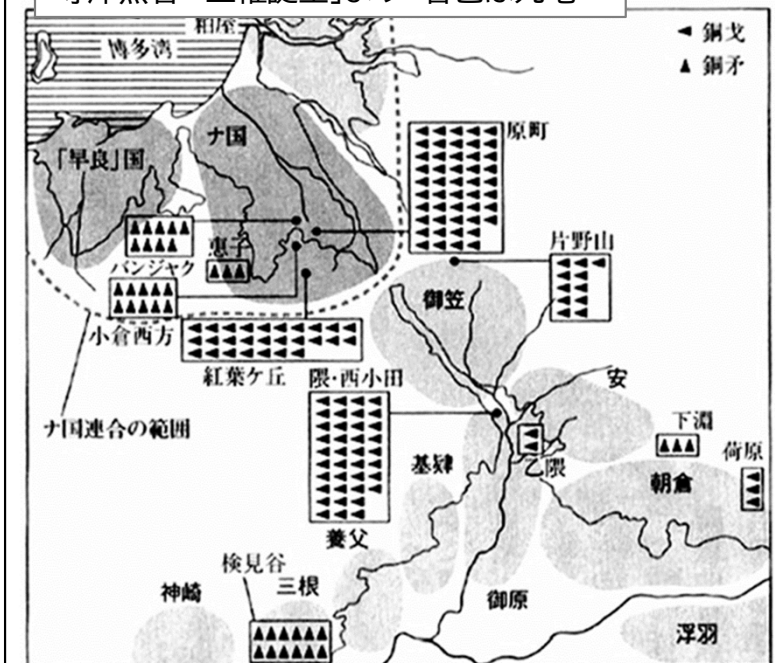 粕屋
博多湾
銅戈
銅矛
ナ国
原町
「早良」国
恵子
片野山
バンジャク
御笠
小倉西方
紅葉ケ丘
隈・西小田
安
ナ国連合の範囲
下淵
荷原
基肄
乙隈
朝倉
養父
検見谷
三根
神崎
御原
浮羽